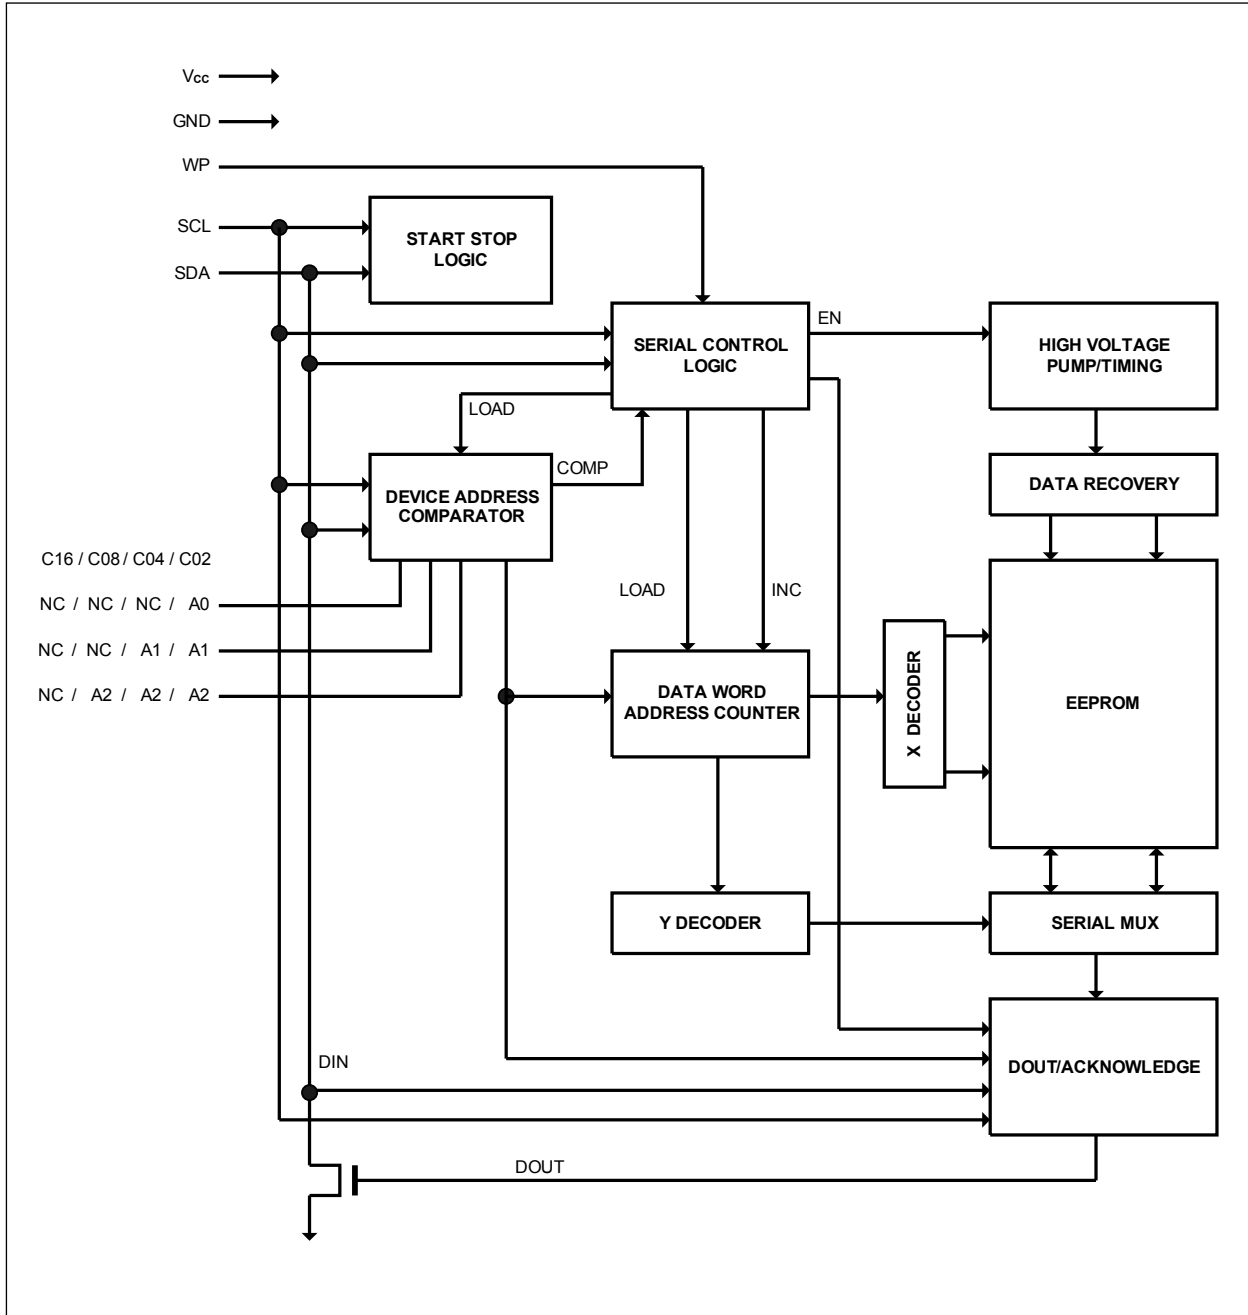 Vcc
GND
WP
SCL
START STOP
LOGIC
SDA
EN
SERIAL CONTROL
LOGIC
HIGH VOLTAGE
PUMP/TIMING
LOAD
COMP
DEVICE ADDRESS
COMPARATOR
DATA RECOVERY
C16 / C08 / C04 / C02
NC / NC / NC / A0
LOAD
INC
NC / NC / A1 / A1
NC / A2 / A2 / A2
DATA WORD
ADDRESS COUNTER
X DECODER
EEPROM
Y DECODER
SERIAL MUX
DIN
DOUT/ACKNOWLEDGE
DOUT